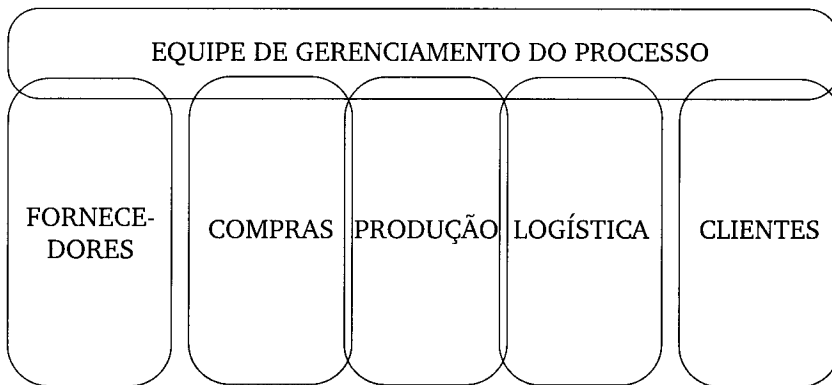 EQUIPE DE GERENCIAMENTO DO PROCESSO
FORNECE-
DORES
COMPRAS
PRODUÇÃO
LOGÍSTICA
CLIENTES